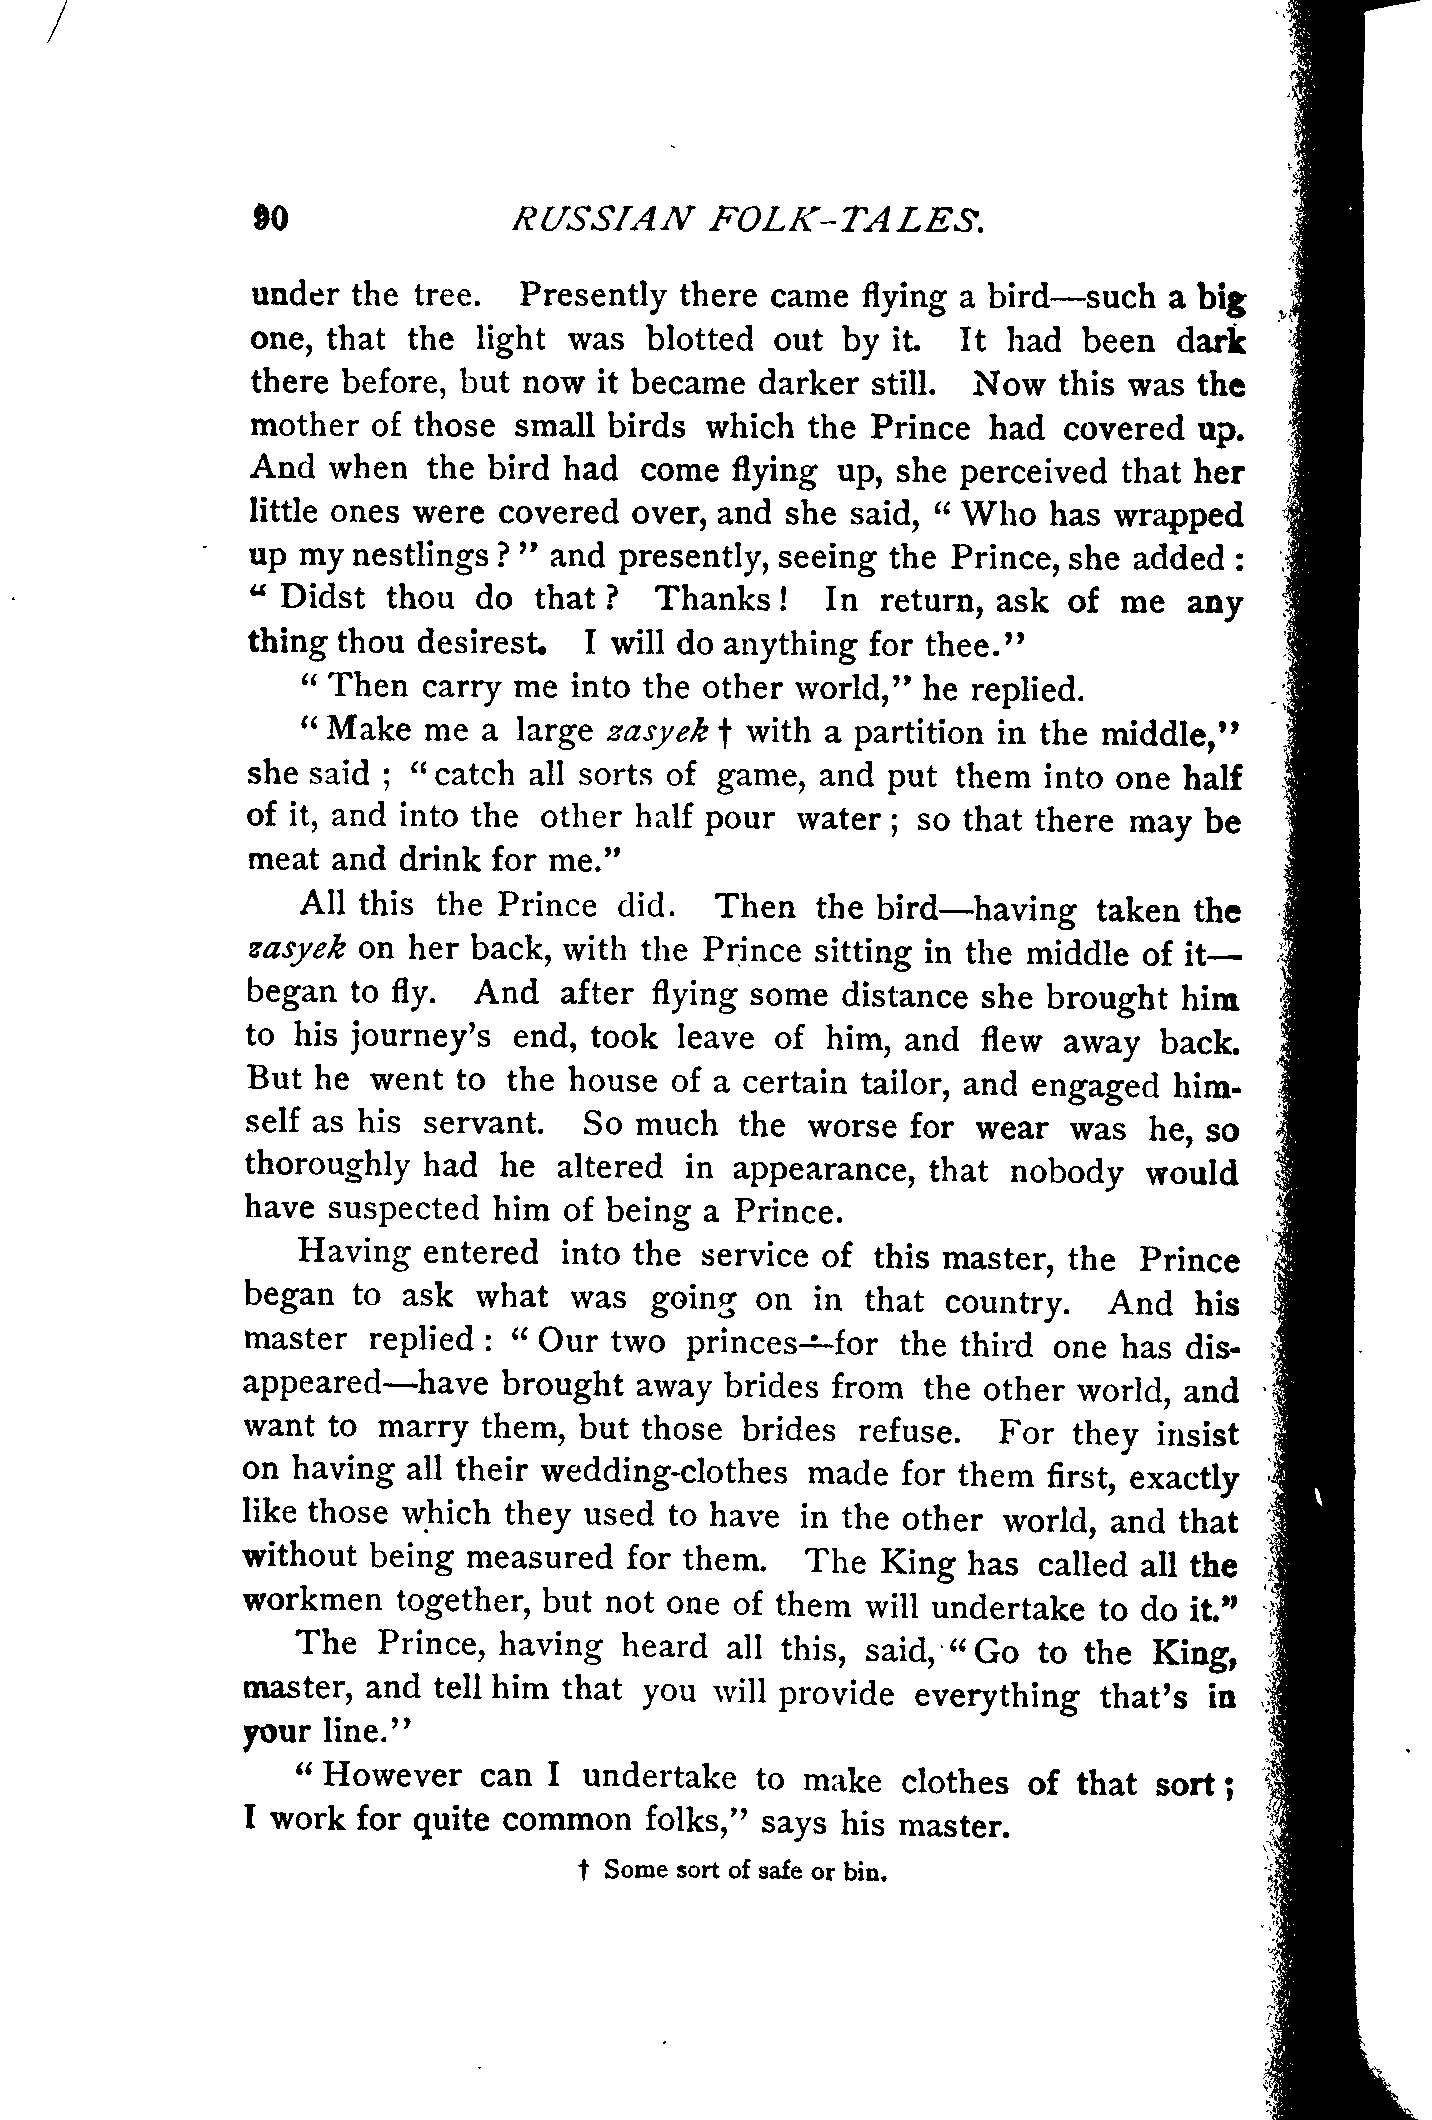 90 RUSSIAN FOLK-TALES.
under the tree. Presently there came flying a bird—such a big
one, that the light was blotted out by it. It had been dark
there before, but now it became darker still. Now this was the
mother of those small birds which the Prince had covered up.
And when the bird had come flying up, she perceived that her
little ones were covered over, and she said, “ Who has wrapped
up my nestlings ? ” and presently, seeing the Prince, she added :
“ Didst thou do that ? Thanks ! In return, ask of me any
thing thou desirest. I will do anything for thee.”
“ Then carry me into the other world,” he replied.
“ Make me a large zasyek † with a partition in the middle,”
she said ; “ catch all sorts of game, and put them into one half
of it, and into the other half pour water ; so that there may be
meat and drink for me.”
All this the Prince did. Then the bird—having taken the
zasyek on her back, with the Prince sitting in the middle of it—
began to fly. And after flying some distance she brought him
to his journey’s end, took leave of him, and flew away back.
But he went to the house of a certain tailor, and engaged him-
self as his servant. So much the worse for wear was he, so
thoroughly had he altered in appearance, that nobody would
have suspected him of being a Prince.
Having entered into the service of this master, the Prince
began to ask what was going on in that country. And his
master replied : “ Our two princes—for the third one has dis-
appeared—have brought away brides from the other world, and
want to marry them, but those brides refuse. For they insist
on having all their wedding-clothes made for them first, exactly
like those which they used to have in the other world, and that
without being measured for them. The King has called all the
workmen together, but not one of them will undertake to do it.”
The Prince, having heard all this, said, “ Go to the King,
master, and tell him that you will provide everything that’s in
your line.”
“ However can I undertake to make clothes of that sort ;
I work for quite common folks,” says his master.
† Some sort of safe or bin.